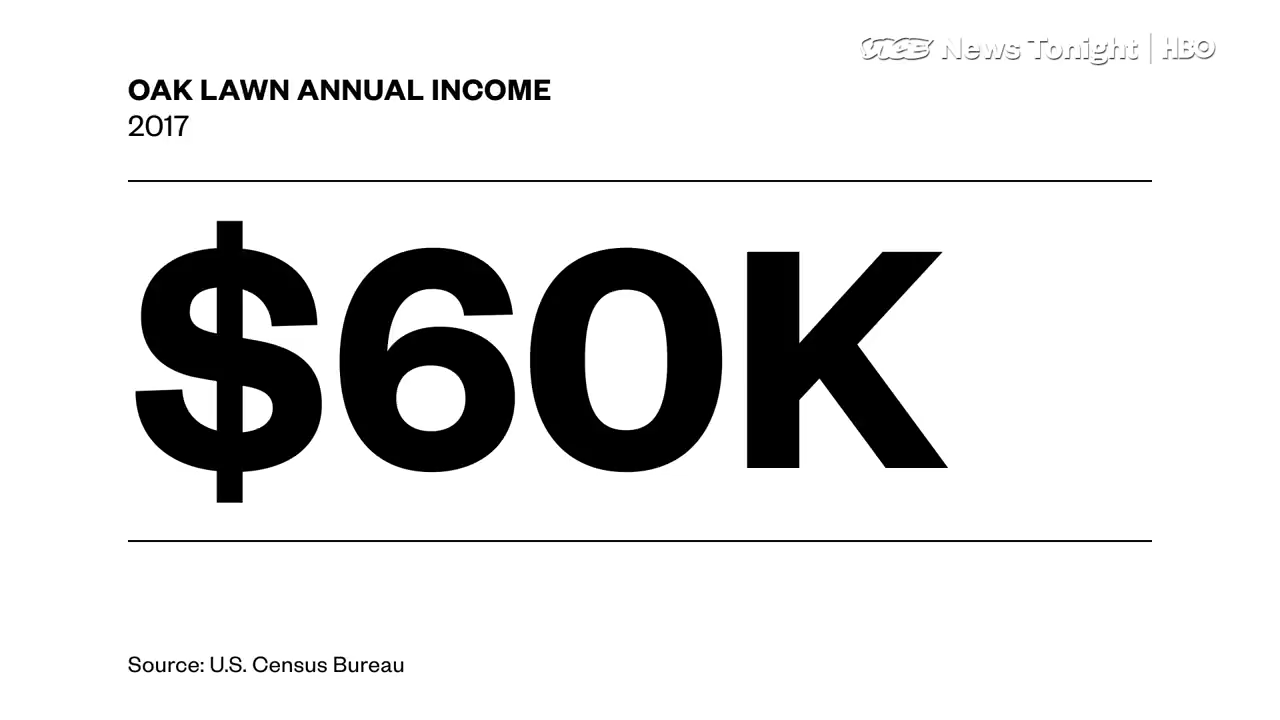 VICE News Tonight | HBO
OAK LAWN ANNUAL INCOME
2017
$60K
Source: U.S. Census Bureau